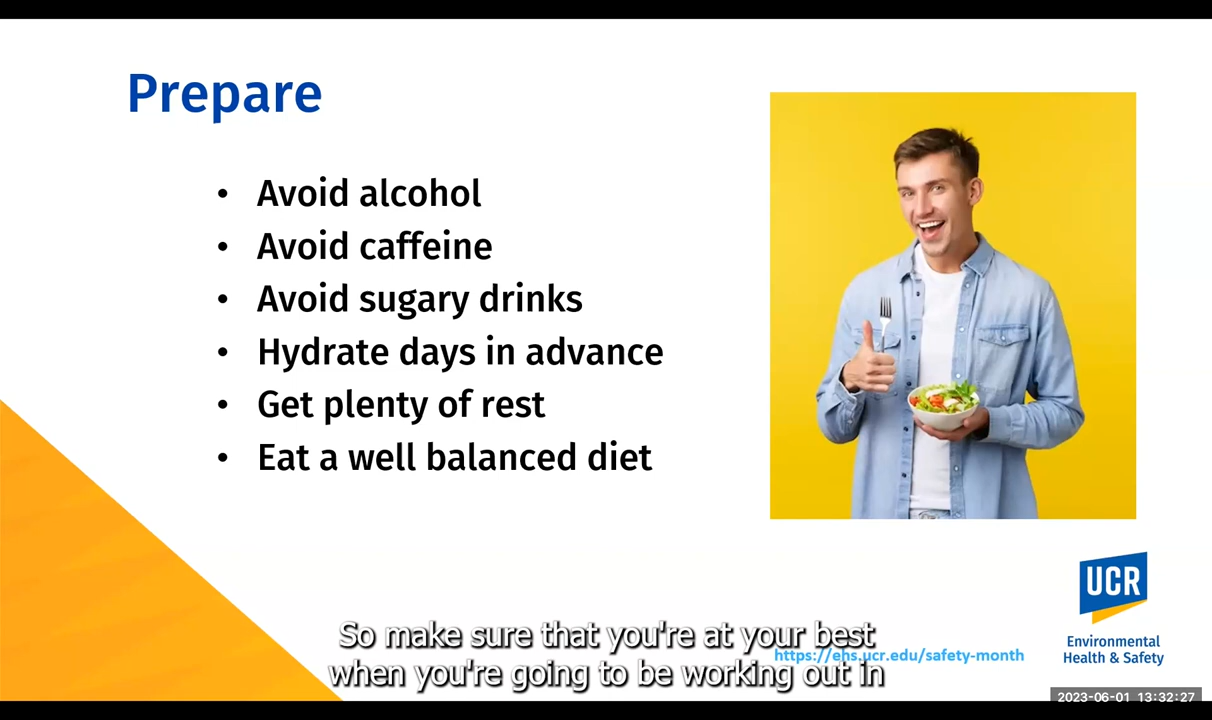 Prepare
• Avoid alcohol
• Avoid caffeine
• Avoid sugary drinks
• Hydrate days in advance
• Get plenty of rest
• Eat a well balanced diet
UCR
Environmental
Health & Safety
https://ehs.ucr.edu/safety-month
So make sure that you're at your best
when you're going to be working out in
2023-06-01 13:32:27